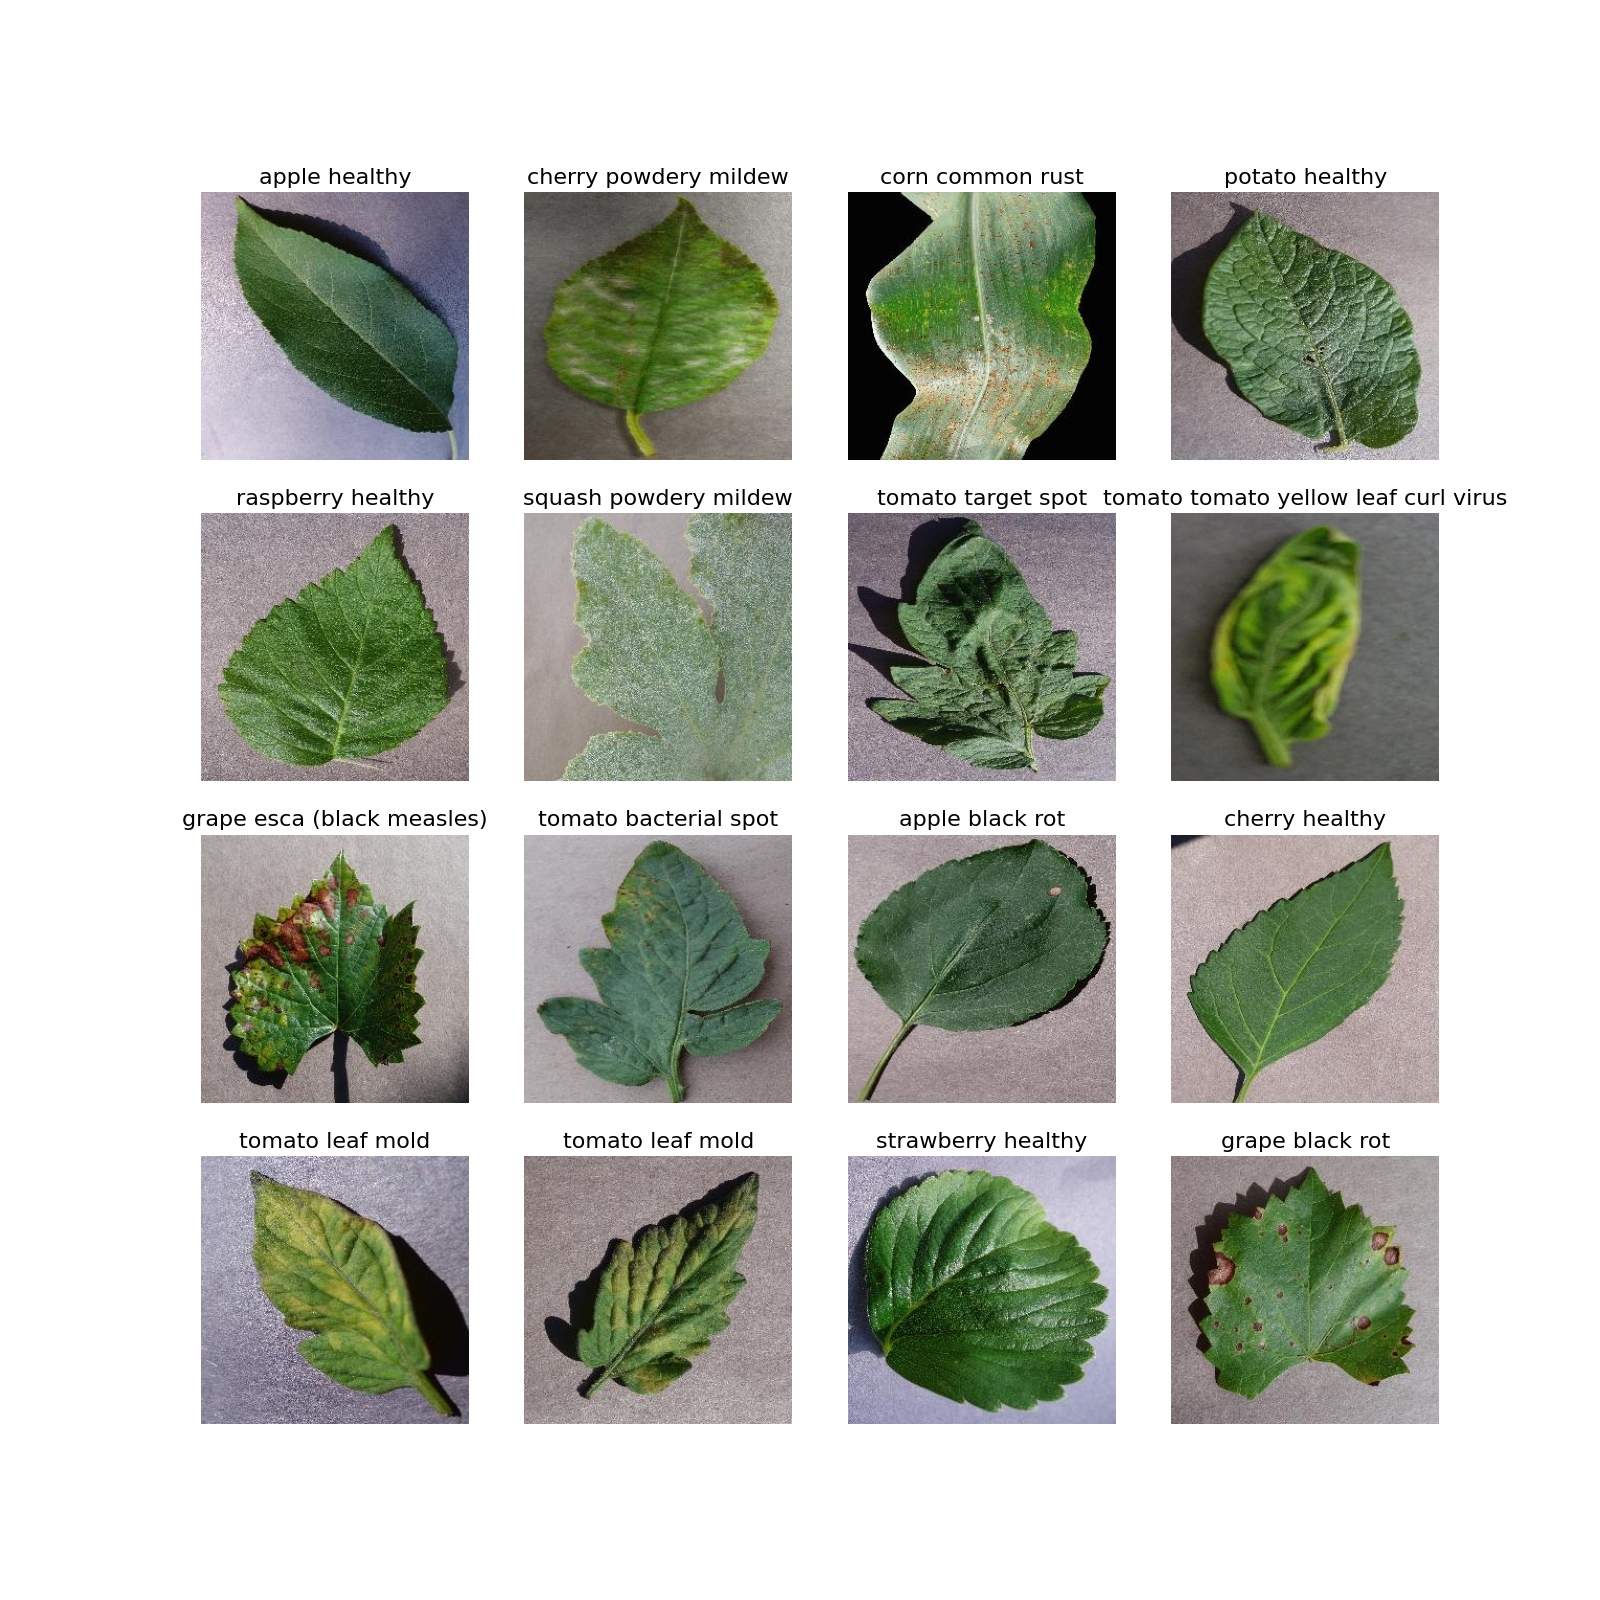 apple healthy
cherry powdery mildew
corn common rust
potato healthy
raspberry healthy
squash powdery mildew
tomato target spot
tomato tomato yellow leaf curl virus
grape esca (black measles)
tomato bacterial spot
apple black rot
cherry healthy
tomato leaf mold
tomato leaf mold
strawberry healthy
grape black rot